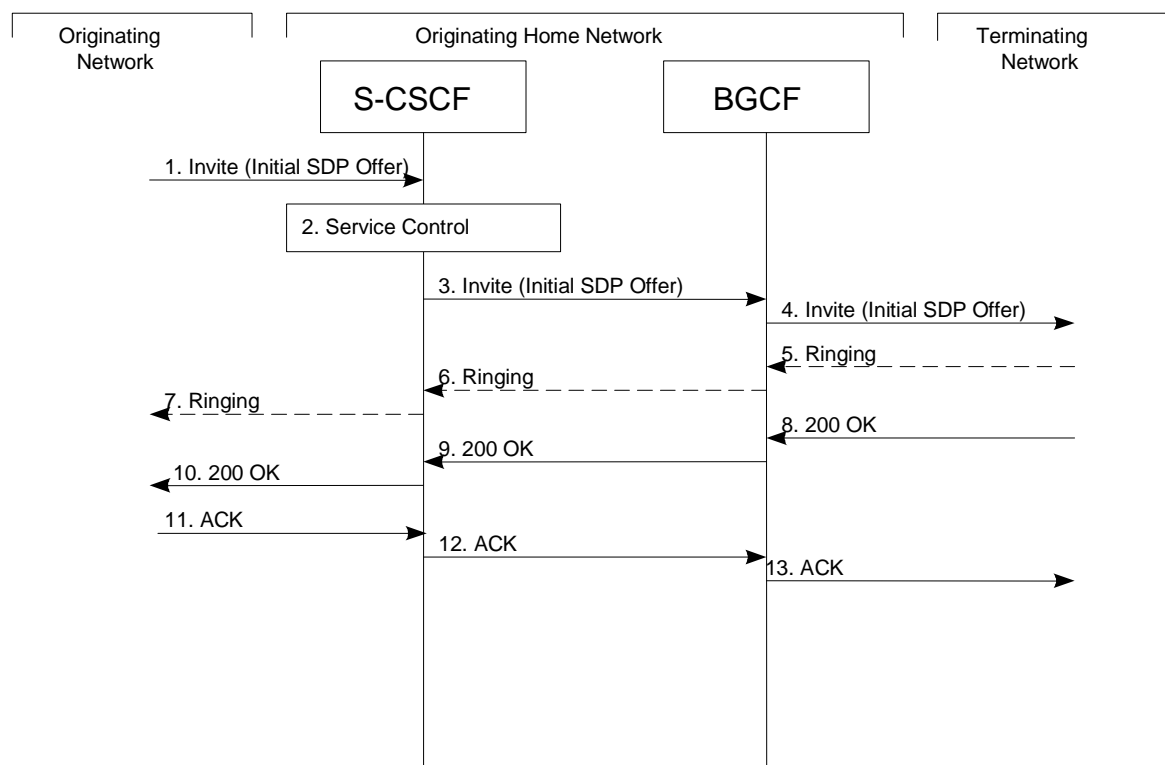 Originating
Network
Originating Home Network
Terminating
Network
S-CSCF
BGCF
1. Invite (Initial SDP Offer)
2. Service Control
3. Invite (Initial SDP Offer)
4. Invite (Initial SDP Offer)
5. Ringing
6. Ringing
7. Ringing
8. 200 OK
9. 200 OK
10. 200 OK
11. ACK
12. ACK
13. ACK